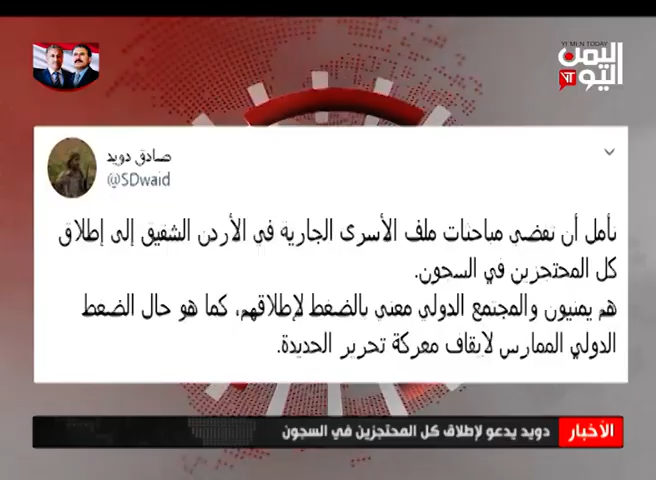 YEMEN TODAY
اليمن اليوم
صادق دويد
@SDwaid
نأمل أن تفضي مباحثات ملف الأسرى الجارية في الأردن الشقيق إلى إطلاق
كل المحتجزين في السجون.
هم يمنيون والمجتمع الدولي معني بالضغط لإطلاقهم، كما هو حال الضغط
الدولي الممارس لايقاف معركة تحرير الحديدة.
الأخبار
دويد يدعو لإطلاق كل المحتجزين في السجون